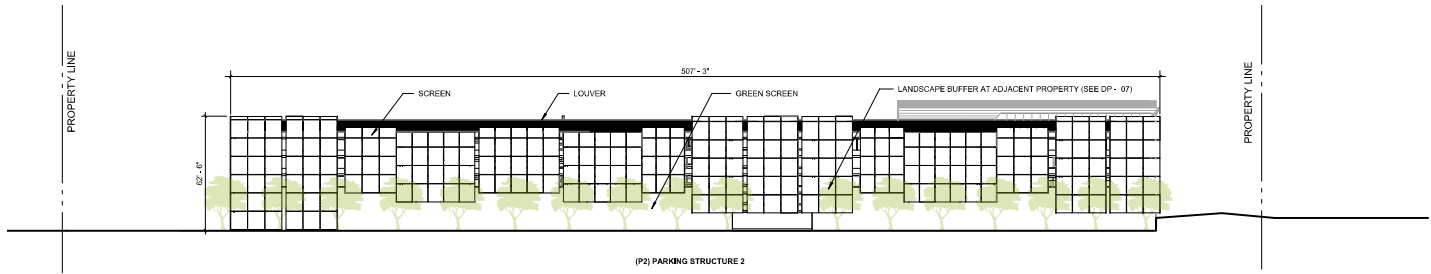 PROPERTY LINE
507' - 3"
SCREEN
LOUVER
GREEN SCREEN
LANDSCAPE BUFFER AT ADJACENT PROPERTY (SEE DP - 07)
PROPERTY LINE
62' - 6"
(P2) PARKING STRUCTURE 2